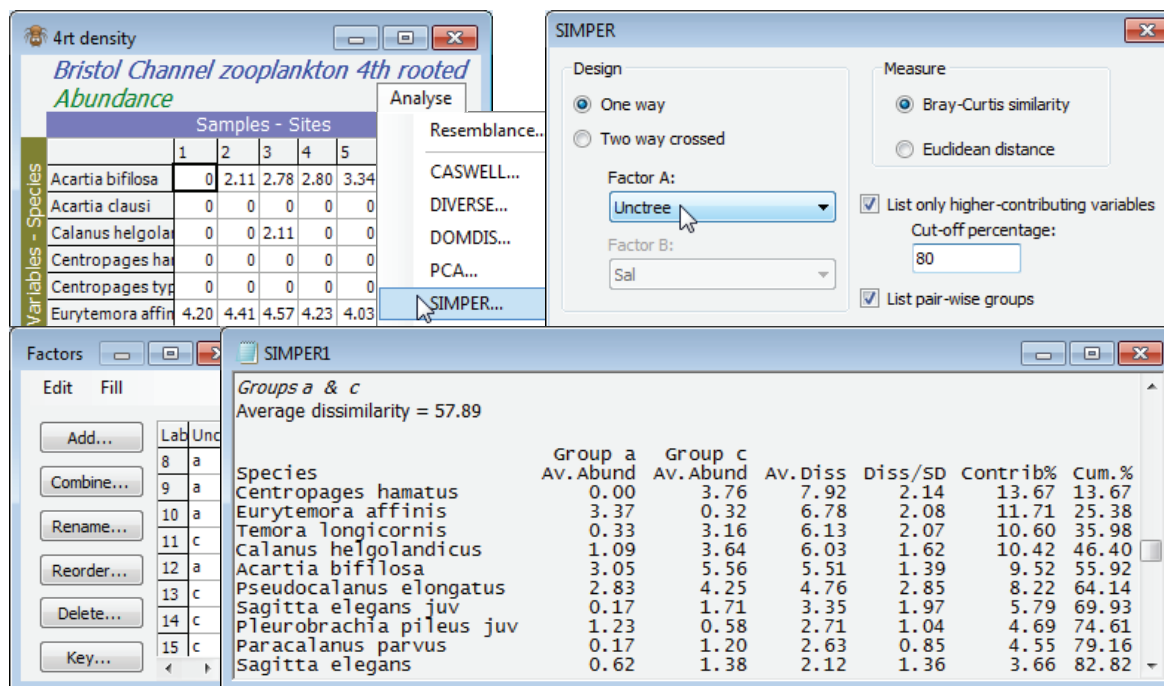 4rt density
Bristol Channel zooplankton 4th rooted
Abundance
Samples - Sites
Variables - Species
1 2 3 4 5
Acartia bifilosa 0 2.11 2.78 2.80 3.34
Acartia clausi 0 0 0 0 0
Calanus helgola 0 0 2.11 0 0
Centropages ha 0 0 0 0 0
Centropages typ 0 0 0 0 0
Eurytemora affin 4.20 4.41 4.57 4.23 4.03
Analyse
Resemblance..
CASWELL...
DIVERSE...
DOMDIS...
PCA...
SIMPER...
SIMPER
Design
One way
Two way crossed
Factor A:
Unctree
Factor B:
Sal
Measure
Bray-Curtis similarity
Euclidean distance
List only higher-contributing variables
Cut-off percentage:
80
List pair-wise groups
Factors
Edit Fill
Add...
Combine...
Rename...
Reorder...
Delete...
Key...
Lab Unc
8 a
9 a
10 a
11 c
12 a
13 c
14 c
15 c
SIMPER1
Groups a & c
Average dissimilarity = 57.89
Group a Group c
Species Av.Abund Av.Abund Av.Diss Diss/SD Contrib% Cum.%
Centropages hamatus 0.00 3.76 7.92 2.14 13.67 13.67
Eurytemora affinis 3.37 0.32 6.78 2.08 11.71 25.38
Temora longicornis 0.33 3.16 6.13 2.07 10.60 35.98
Calanus helgolandicus 1.09 3.64 6.03 1.62 10.42 46.40
Acartia bifilosa 3.05 5.56 5.51 1.39 9.52 55.92
Pseudocalanus elongatus 2.83 4.25 4.76 2.85 8.22 64.14
Sagitta elegans juv 0.17 1.71 3.35 1.97 5.79 69.93
Pleurobrachia pileus juv 1.23 0.58 2.71 1.04 4.69 74.61
Paracalanus parvus 0.17 1.20 2.63 0.85 4.55 79.16
Sagitta elegans 0.62 1.38 2.12 1.36 3.66 82.82